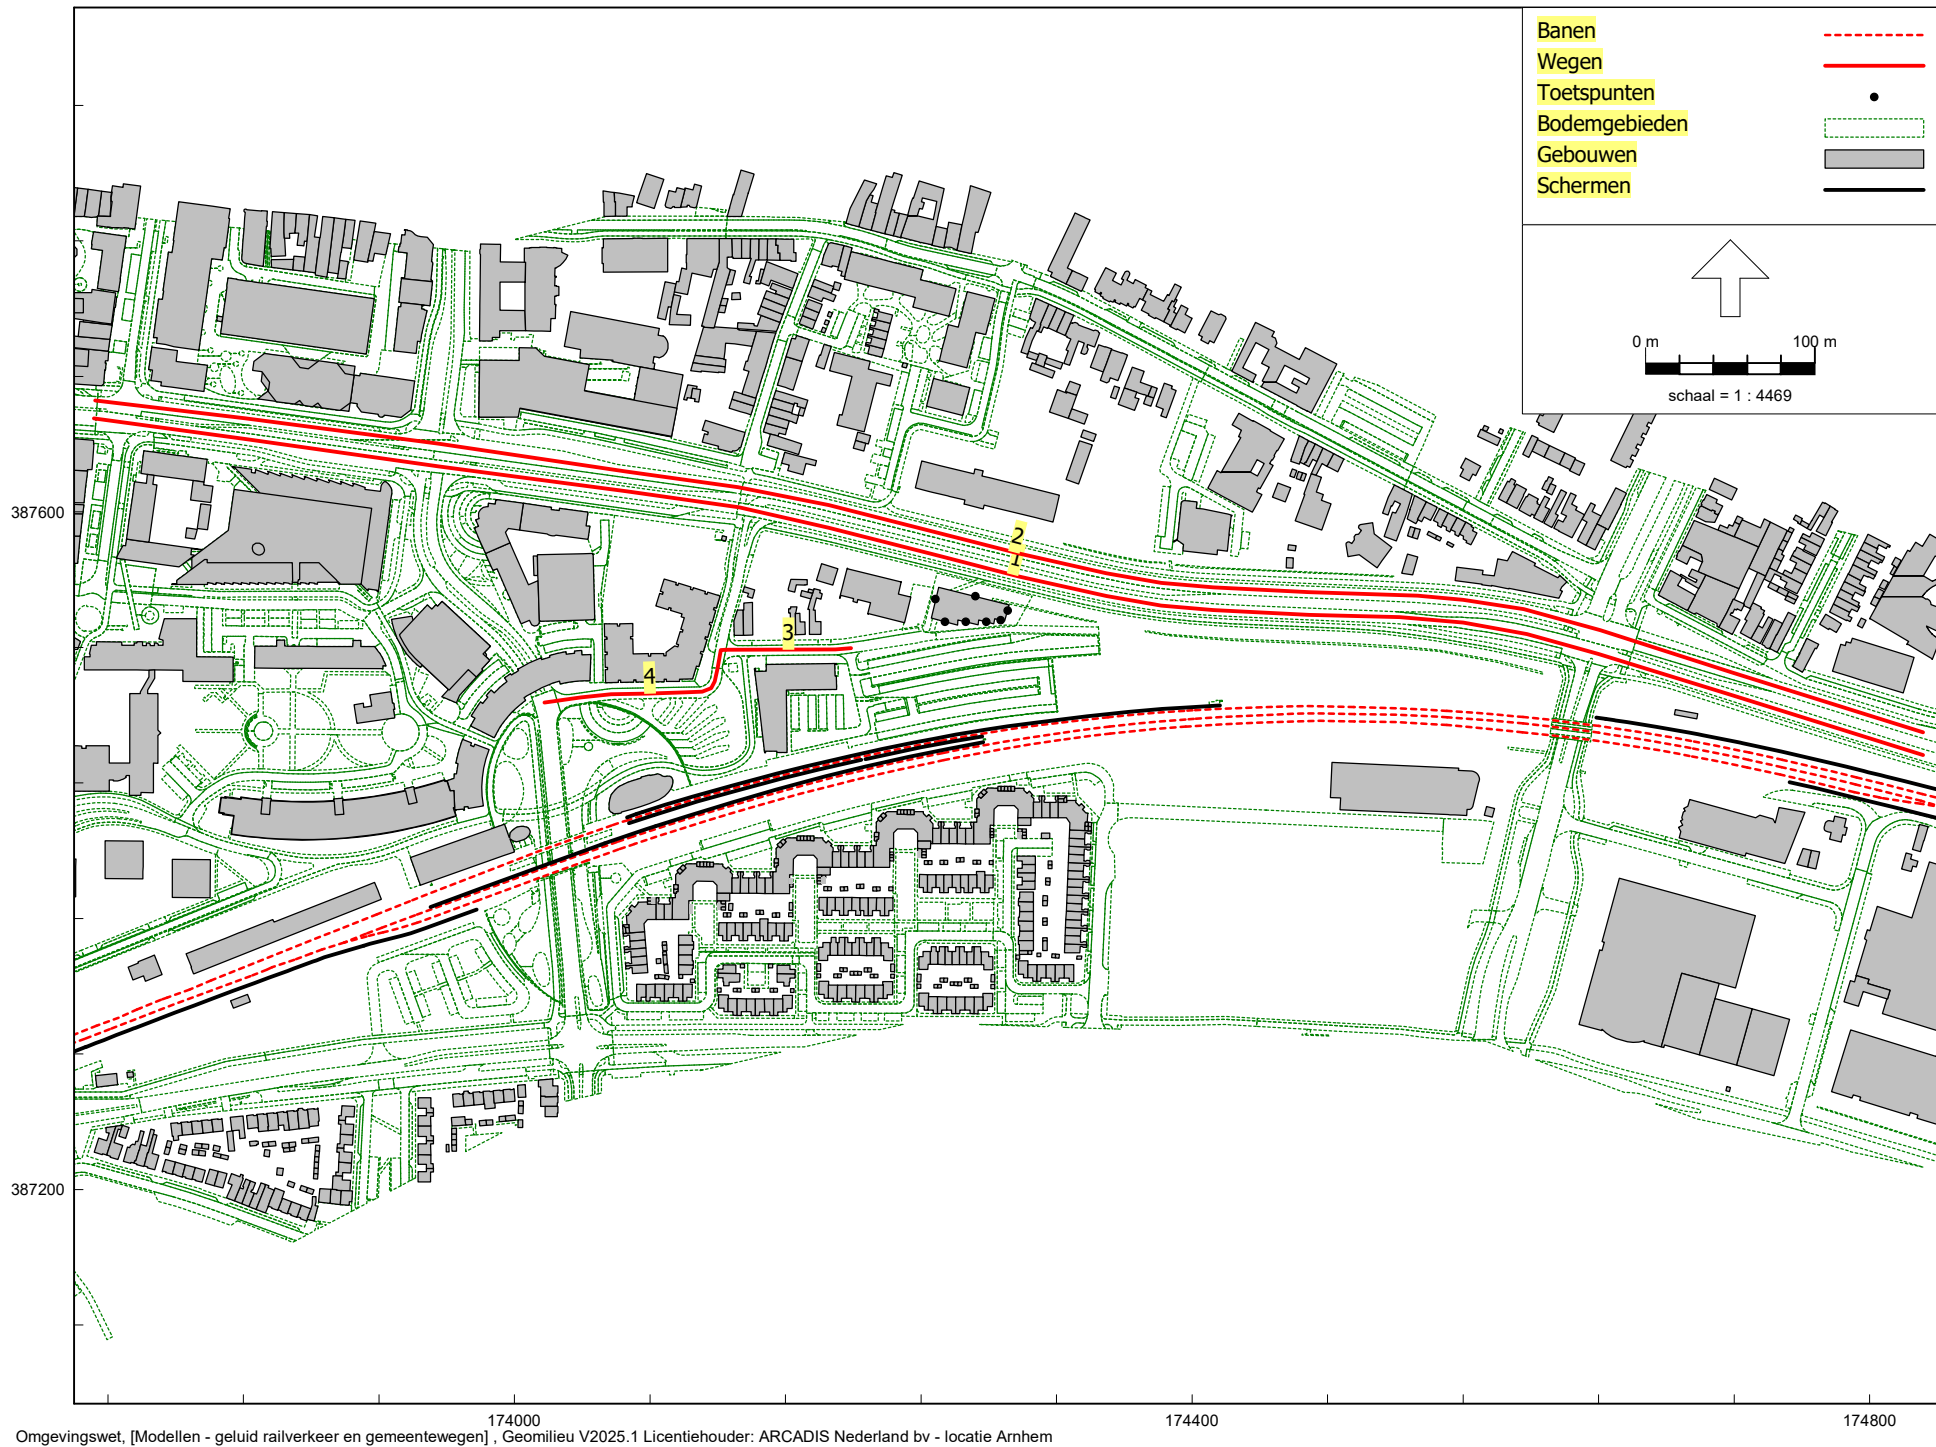 Banen
Wegen
Toetspunten
Bodemgebieden
Gebouwen
Schermen
0 m 100 m
schaal = 1 : 4469
387600
2
1
3
4
387200
174000 174400 174800
Omgevingswet, [Modellen - geluid railverkeer en gemeentewegen] , Geomilieu V2025.1 Licentiehouder: ARCADIS Nederland bv - locatie Arnhem